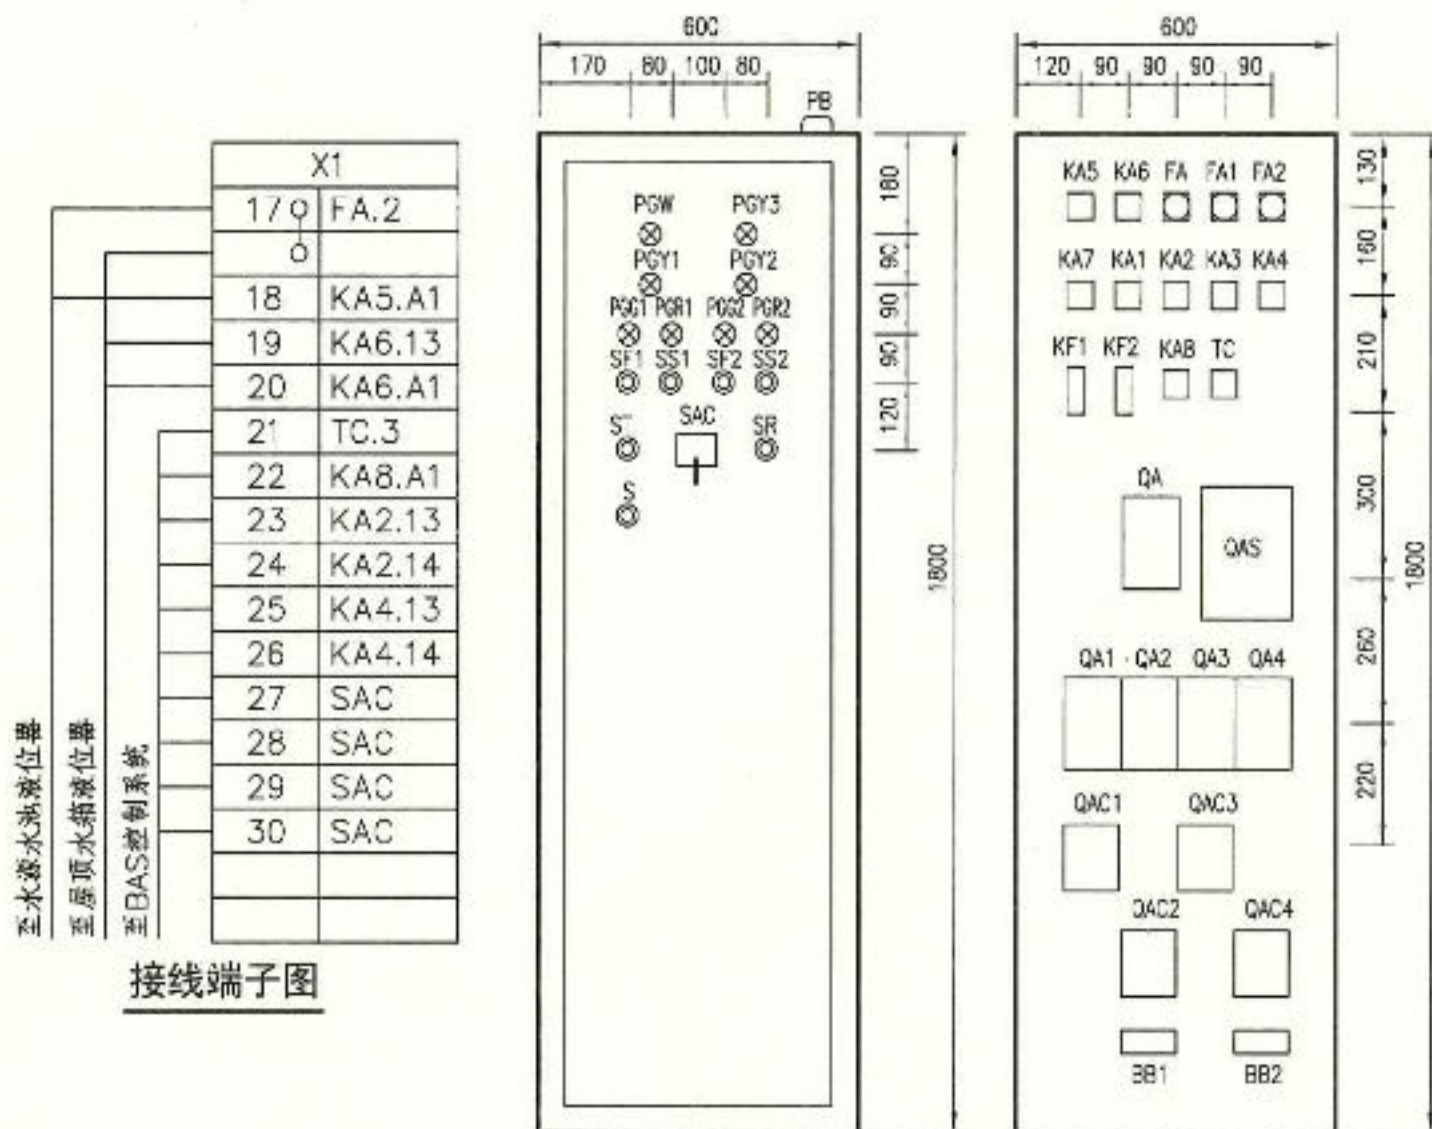 X1
17 FA.2
18 KA5.A1
19 KA6.13
20 KA6.A1
21 TC.3
22 KA8.A1
23 KA2.13
24 KA2.14
25 KA4.13
26 KA4.14
27 SAC
28 SAC
29 SAC
30 SAC
至水源水池液位器
至屋顶水箱液位器
至BAS控制系统
接线端子图
600
170 80 100 80
PB
PGW PGY3
PGY1 PGY2
PGG1 PGR1 PGG2 PGR2
SF1 SS1 SF2 SS2
SAC SR
S
180
90
90
90
120
1800
600
120 90 90 90 90
KA5 KA6 FA FA1 FA2
KA7 KA1 KA2 KA3 KA4
KF1 KF2 KA8 TC
QA
QAS
QA1 QA2 QA3 QA4
QAC1 QAC3
QAC2 QAC4
BB1 BB2
130
160
210
300
260
220
1800